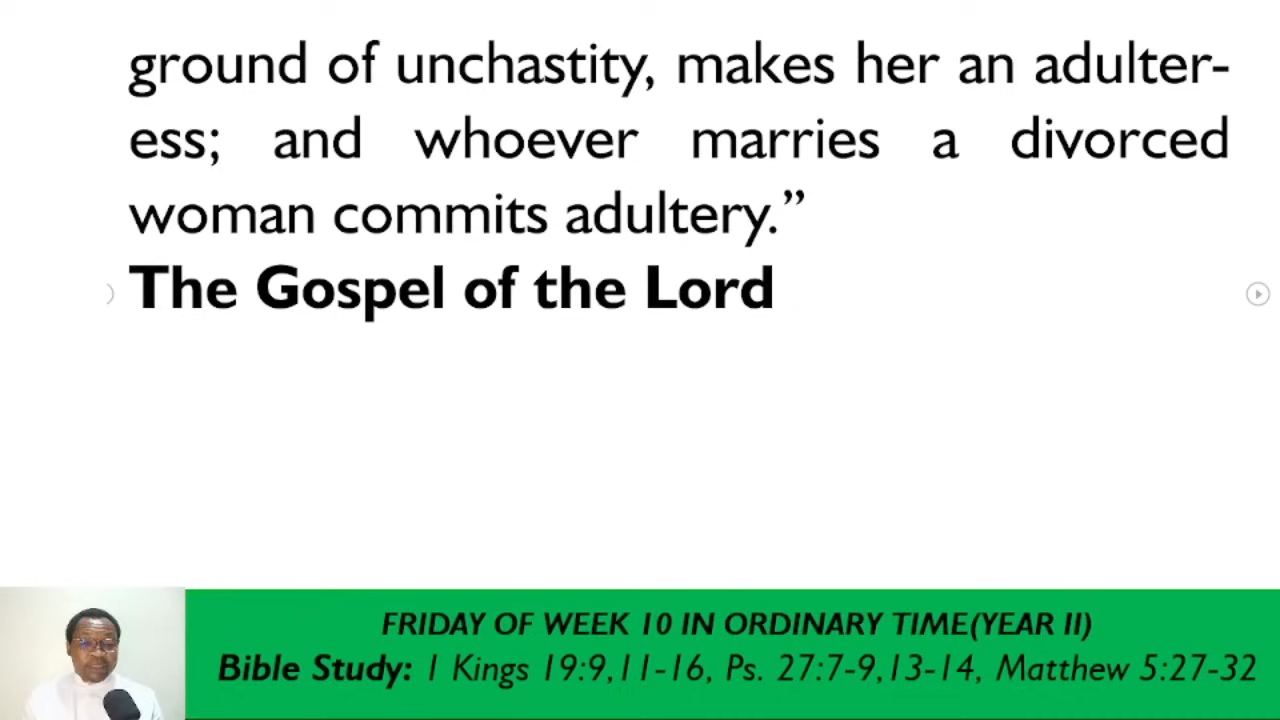 ground of unchastity, makes her an adulter-
ess; and whoever marries a divorced
woman commits adultery.”
The Gospel of the Lord
FRIDAY OF WEEK 10 IN ORDINARY TIME(YEAR II)
Bible Study: 1 Kings 19:9,11-16, Ps. 27:7-9,13-14, Matthew 5:27-32